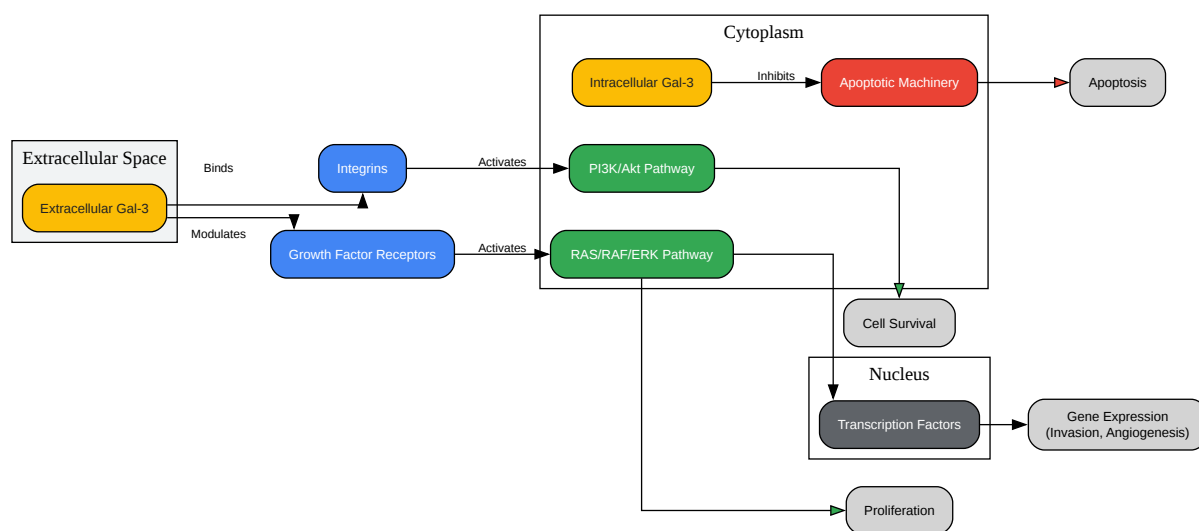 Cytoplasm
Intracellular Gal-3
Inhibits
Apoptotic Machinery
Apoptosis
Extracellular Space
Extracellular Gal-3
Binds
Modulates
Integrins
Activates
PI3K/Akt Pathway
Growth Factor Receptors
Activates
RAS/RAF/ERK Pathway
Cell Survival
Nucleus
Transcription Factors
Gene Expression
(Invasion, Angiogenesis)
Proliferation